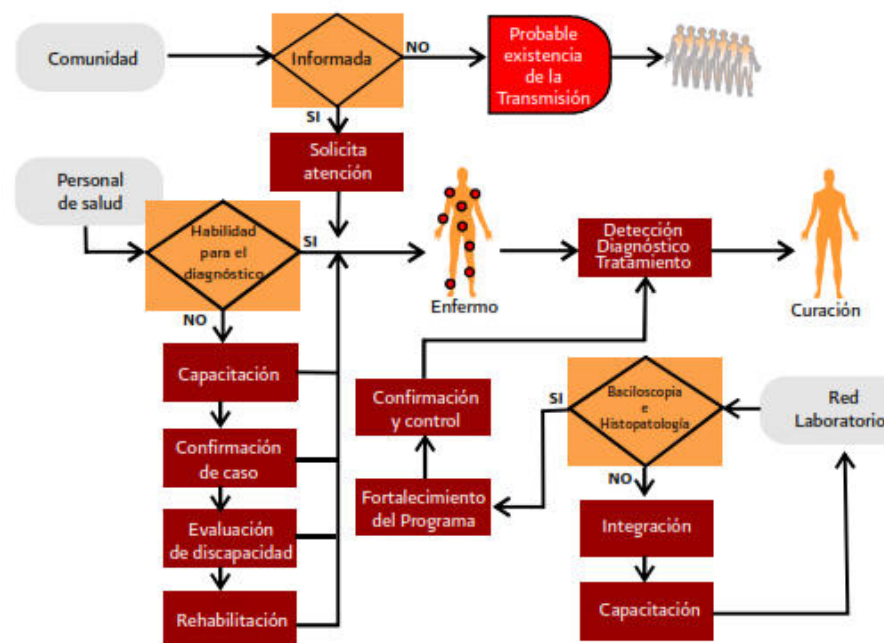 Comunidad
Informada
NO
Probable
existencia
de la
Transmisión
SI
Solicita
atención
Personal
de salud
Habilidad
para el
diagnóstico
SI
NO
Enfermo
Detección
Diagnóstico
Tratamiento
Curación
Capacitación
Confirmación
de caso
Evaluación
de discapacidad
Rehabilitación
Confirmación
y control
Fortalecimiento
del Programa
SI
Baciloscopia
e
Histopatología
Red
Laboratorio
NO
Integración
Capacitación